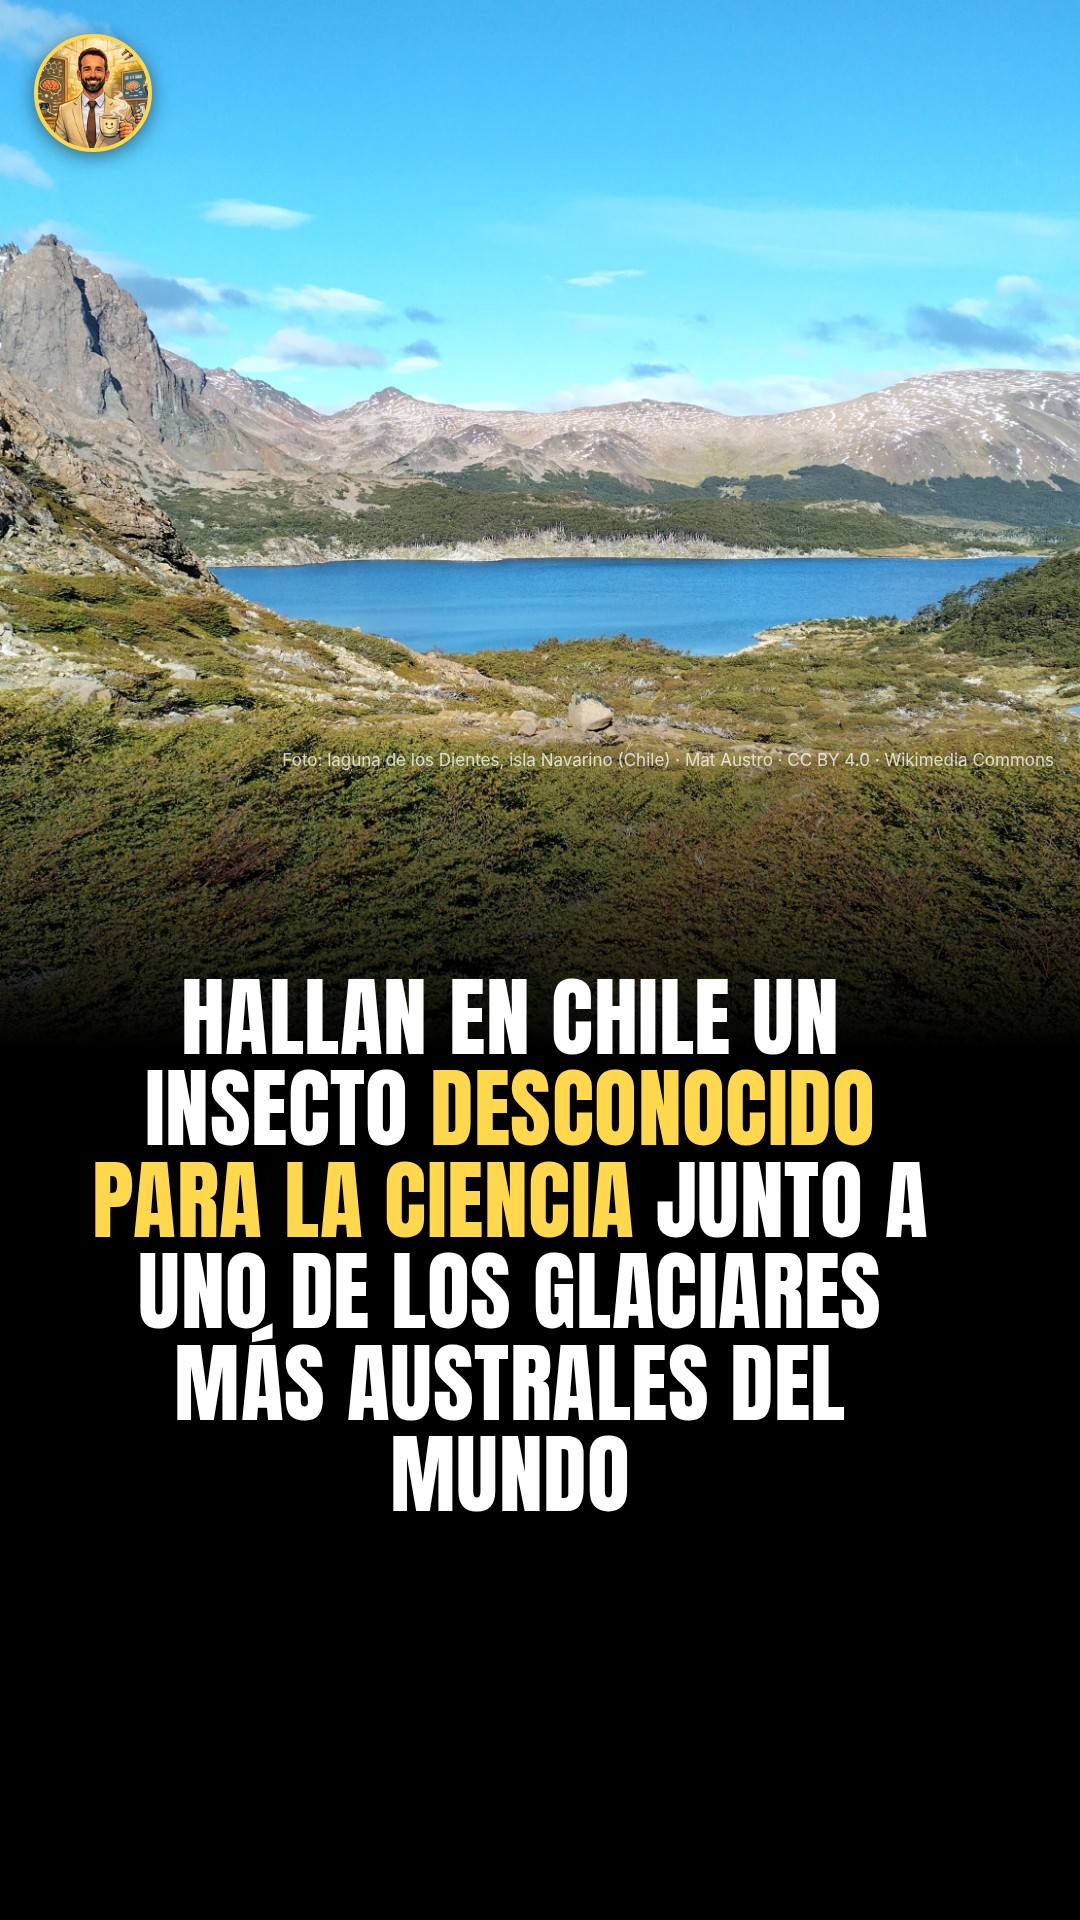 Foto: laguna de los Dientes, isla Navarino (Chile) · Mat Austro · CC BY 4.0 · Wikimedia Commons
HALLAN EN CHILE UN
INSECTO DESCONOCIDO
PARA LA CIENCIA JUNTO A
UNO DE LOS GLACIARES
MÁS AUSTRALES DEL
MUNDO